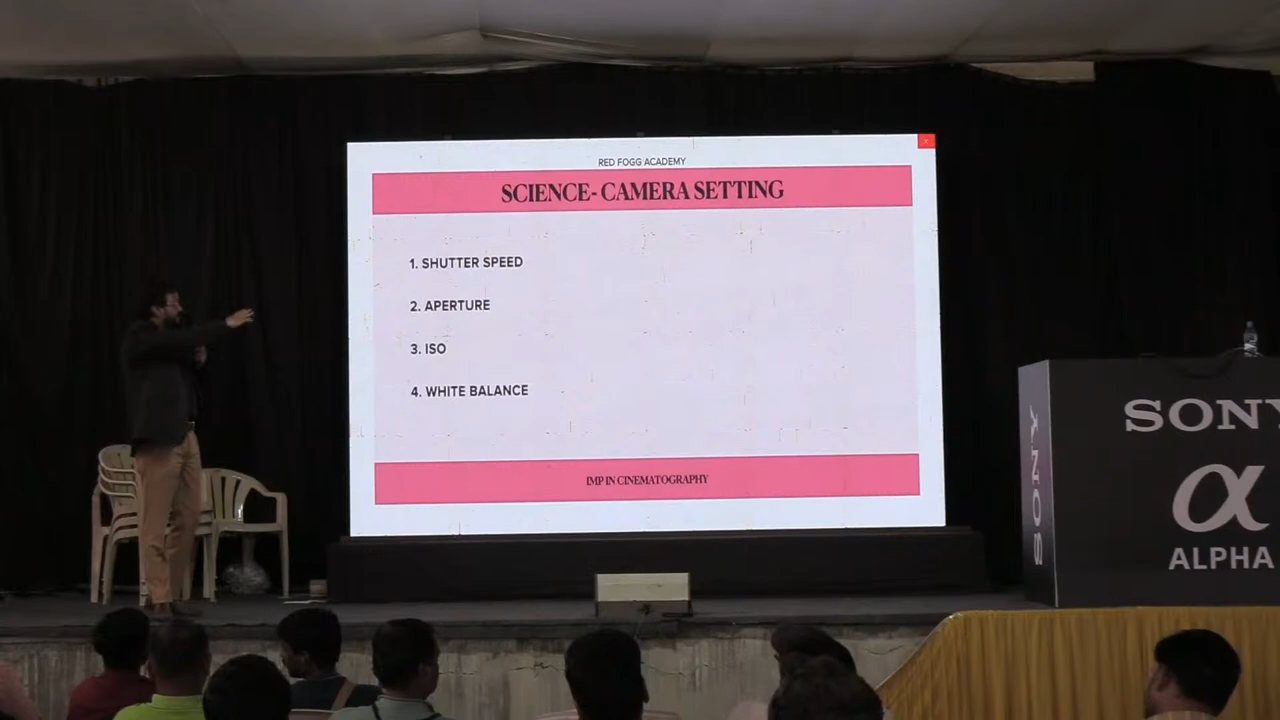 RED FOGG ACADEMY
SCIENCE- CAMERA SETTING
1. SHUTTER SPEED
2. APERTURE
3. ISO
4. WHITE BALANCE
IMP IN CINEMATOGRAPHY
SONY
SONY
α
ALPHA